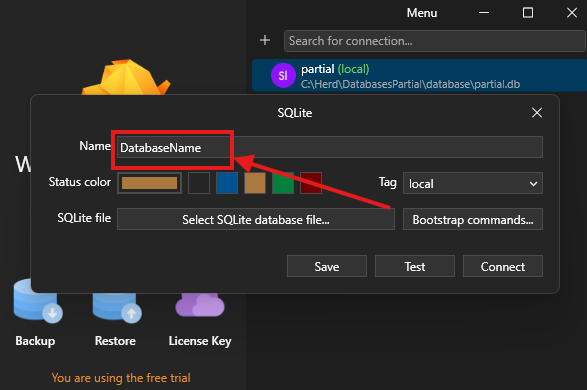 Menu
Search for connection...
SI
partial (local)
C:\Herd\DatabasesPartial\database\partial.db
SQLite
W
Name
DatabaseName
Status color
Tag
local
SQLite file
Select SQLite database file...
Bootstrap commands...
Save
Test
Connect
Backup
Restore
License Key
You are using the free trial